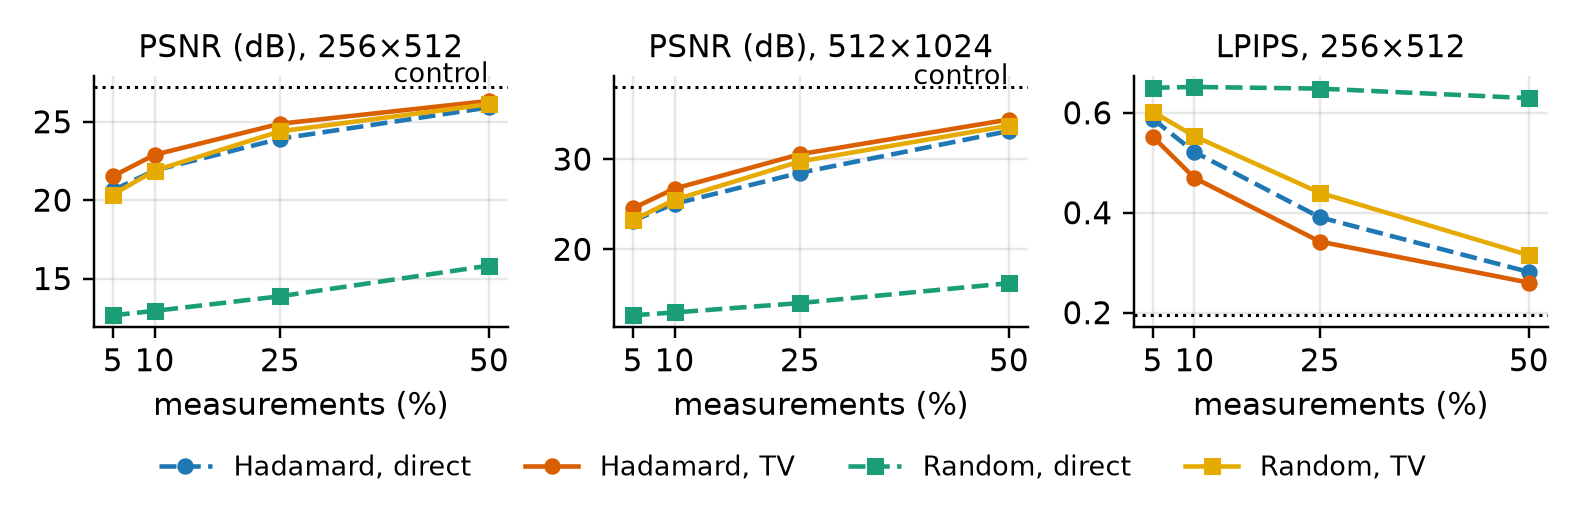 PSNR (dB), 256×512
control
25
20
15
5 10 25 50
measurements (%)
PSNR (dB), 512×1024
control
30
20
5 10 25 50
measurements (%)
LPIPS, 256×512
0.6
0.4
0.2
5 10 25 50
measurements (%)
Hadamard, direct
Hadamard, TV
Random, direct
Random, TV